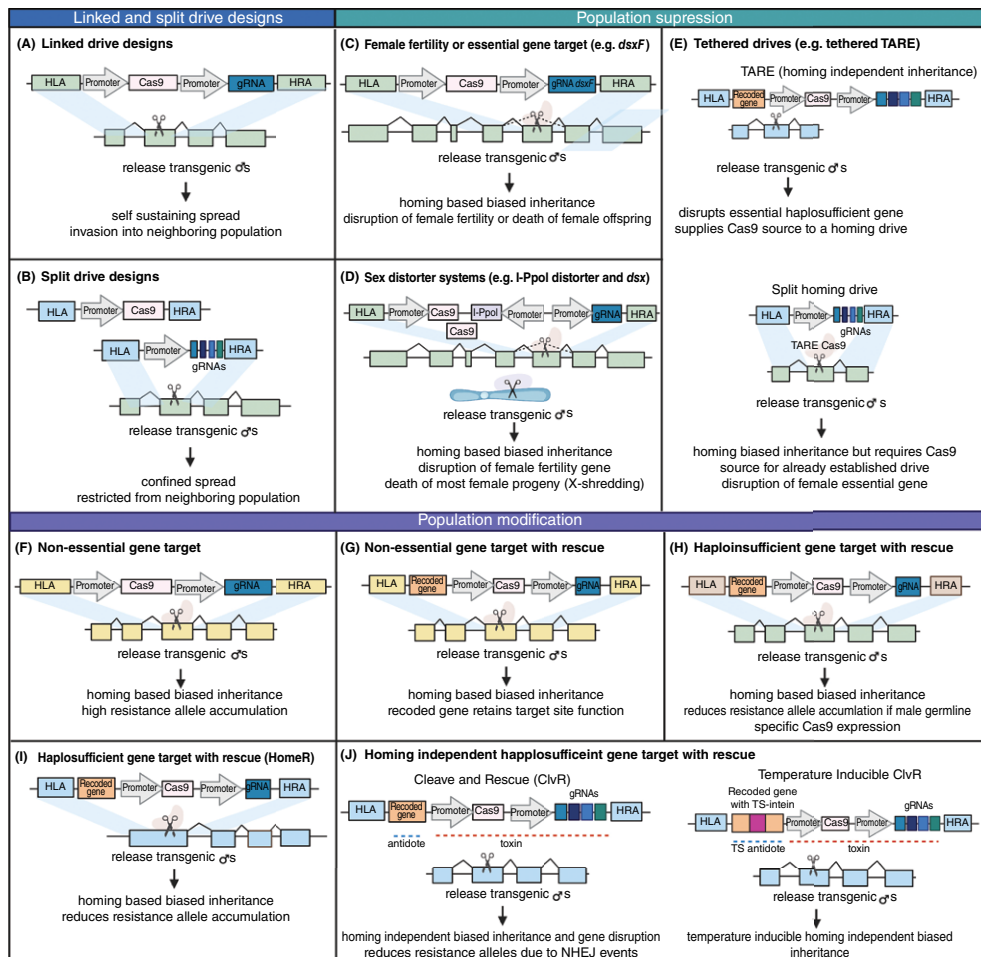 Linked and split drive designs
Population supression
(A) Linked drive designs
HLA Promoter Cas9 Promoter gRNA HRA
release transgenic ♂s
self sustaining spread
invasion into neighboring population
(B) Split drive designs
HLA Promoter Cas9 HRA
HLA Promoter HRA
gRNAs
release transgenic ♂s
confined spread
restricted from neighboring population
(C) Female fertility or essential gene target (e.g. dsxF)
HLA Promoter Cas9 Promoter gRNA dsxF HRA
release transgenic ♂s
homing based biased inheritance
disruption of female fertility or death of female offspring
(D) Sex distorter systems (e.g. I-PpoI distorter and dsx)
HLA Promoter Cas9 I-PpoI Promoter Promoter gRNA HRA
Cas9
release transgenic ♂s
homing based biased inheritance
disruption of female fertility gene
death of most female progeny (X-shredding)
(E) Tethered drives (e.g. tethered TARE)
TARE (homing independent inheritance)
HLA Recoded gene Promoter Cas9 Promoter HRA
release transgenic ♂s
disrupts essential haplosufficient gene
supplies Cas9 source to a homing drive
Split homing drive
HLA Promoter HRA
gRNAs
TARE Cas9
release transgenic ♂s
homing biased inheritance but requires Cas9
source for already established drive
disruption of female essential gene
Population modification
(F) Non-essential gene target
HLA Promoter Cas9 Promoter gRNA HRA
release transgenic ♂s
homing based biased inheritance
high resistance allele accumulation
(G) Non-essential gene target with rescue
HLA Recoded gene Promoter Cas9 Promoter gRNA HRA
release transgenic ♂s
homing based biased inheritance
recoded gene retains target site function
(H) Haploinsufficient gene target with rescue
HLA Recoded gene Promoter Cas9 Promoter gRNA HRA
release transgenic ♂s
homing based biased inheritance
reduces resistance allele accumulation if male germline
specific Cas9 expression
(I) Haplosufficient gene target with rescue (HomeR)
HLA Recoded gene Promoter Cas9 Promoter gRNA HRA
release transgenic ♂s
homing based biased inheritance
reduces resistance allele accumulation
(J) Homing independent happlosufficeint gene target with rescue
Cleave and Rescue (ClvR)
gRNAs
HLA Recoded gene Promoter Cas9 Promoter HRA
antidote toxin
release transgenic ♂s
homing independent biased inheritance and gene disruption
reduces resistance alleles due to NHEJ events
Temperature Inducible ClvR
Recoded gene
with TS-intein
gRNAs
HLA Promoter Cas9 Promoter HRA
TS antidote toxin
release transgenic ♂s
temperature inducible homing independent biased
inheritance